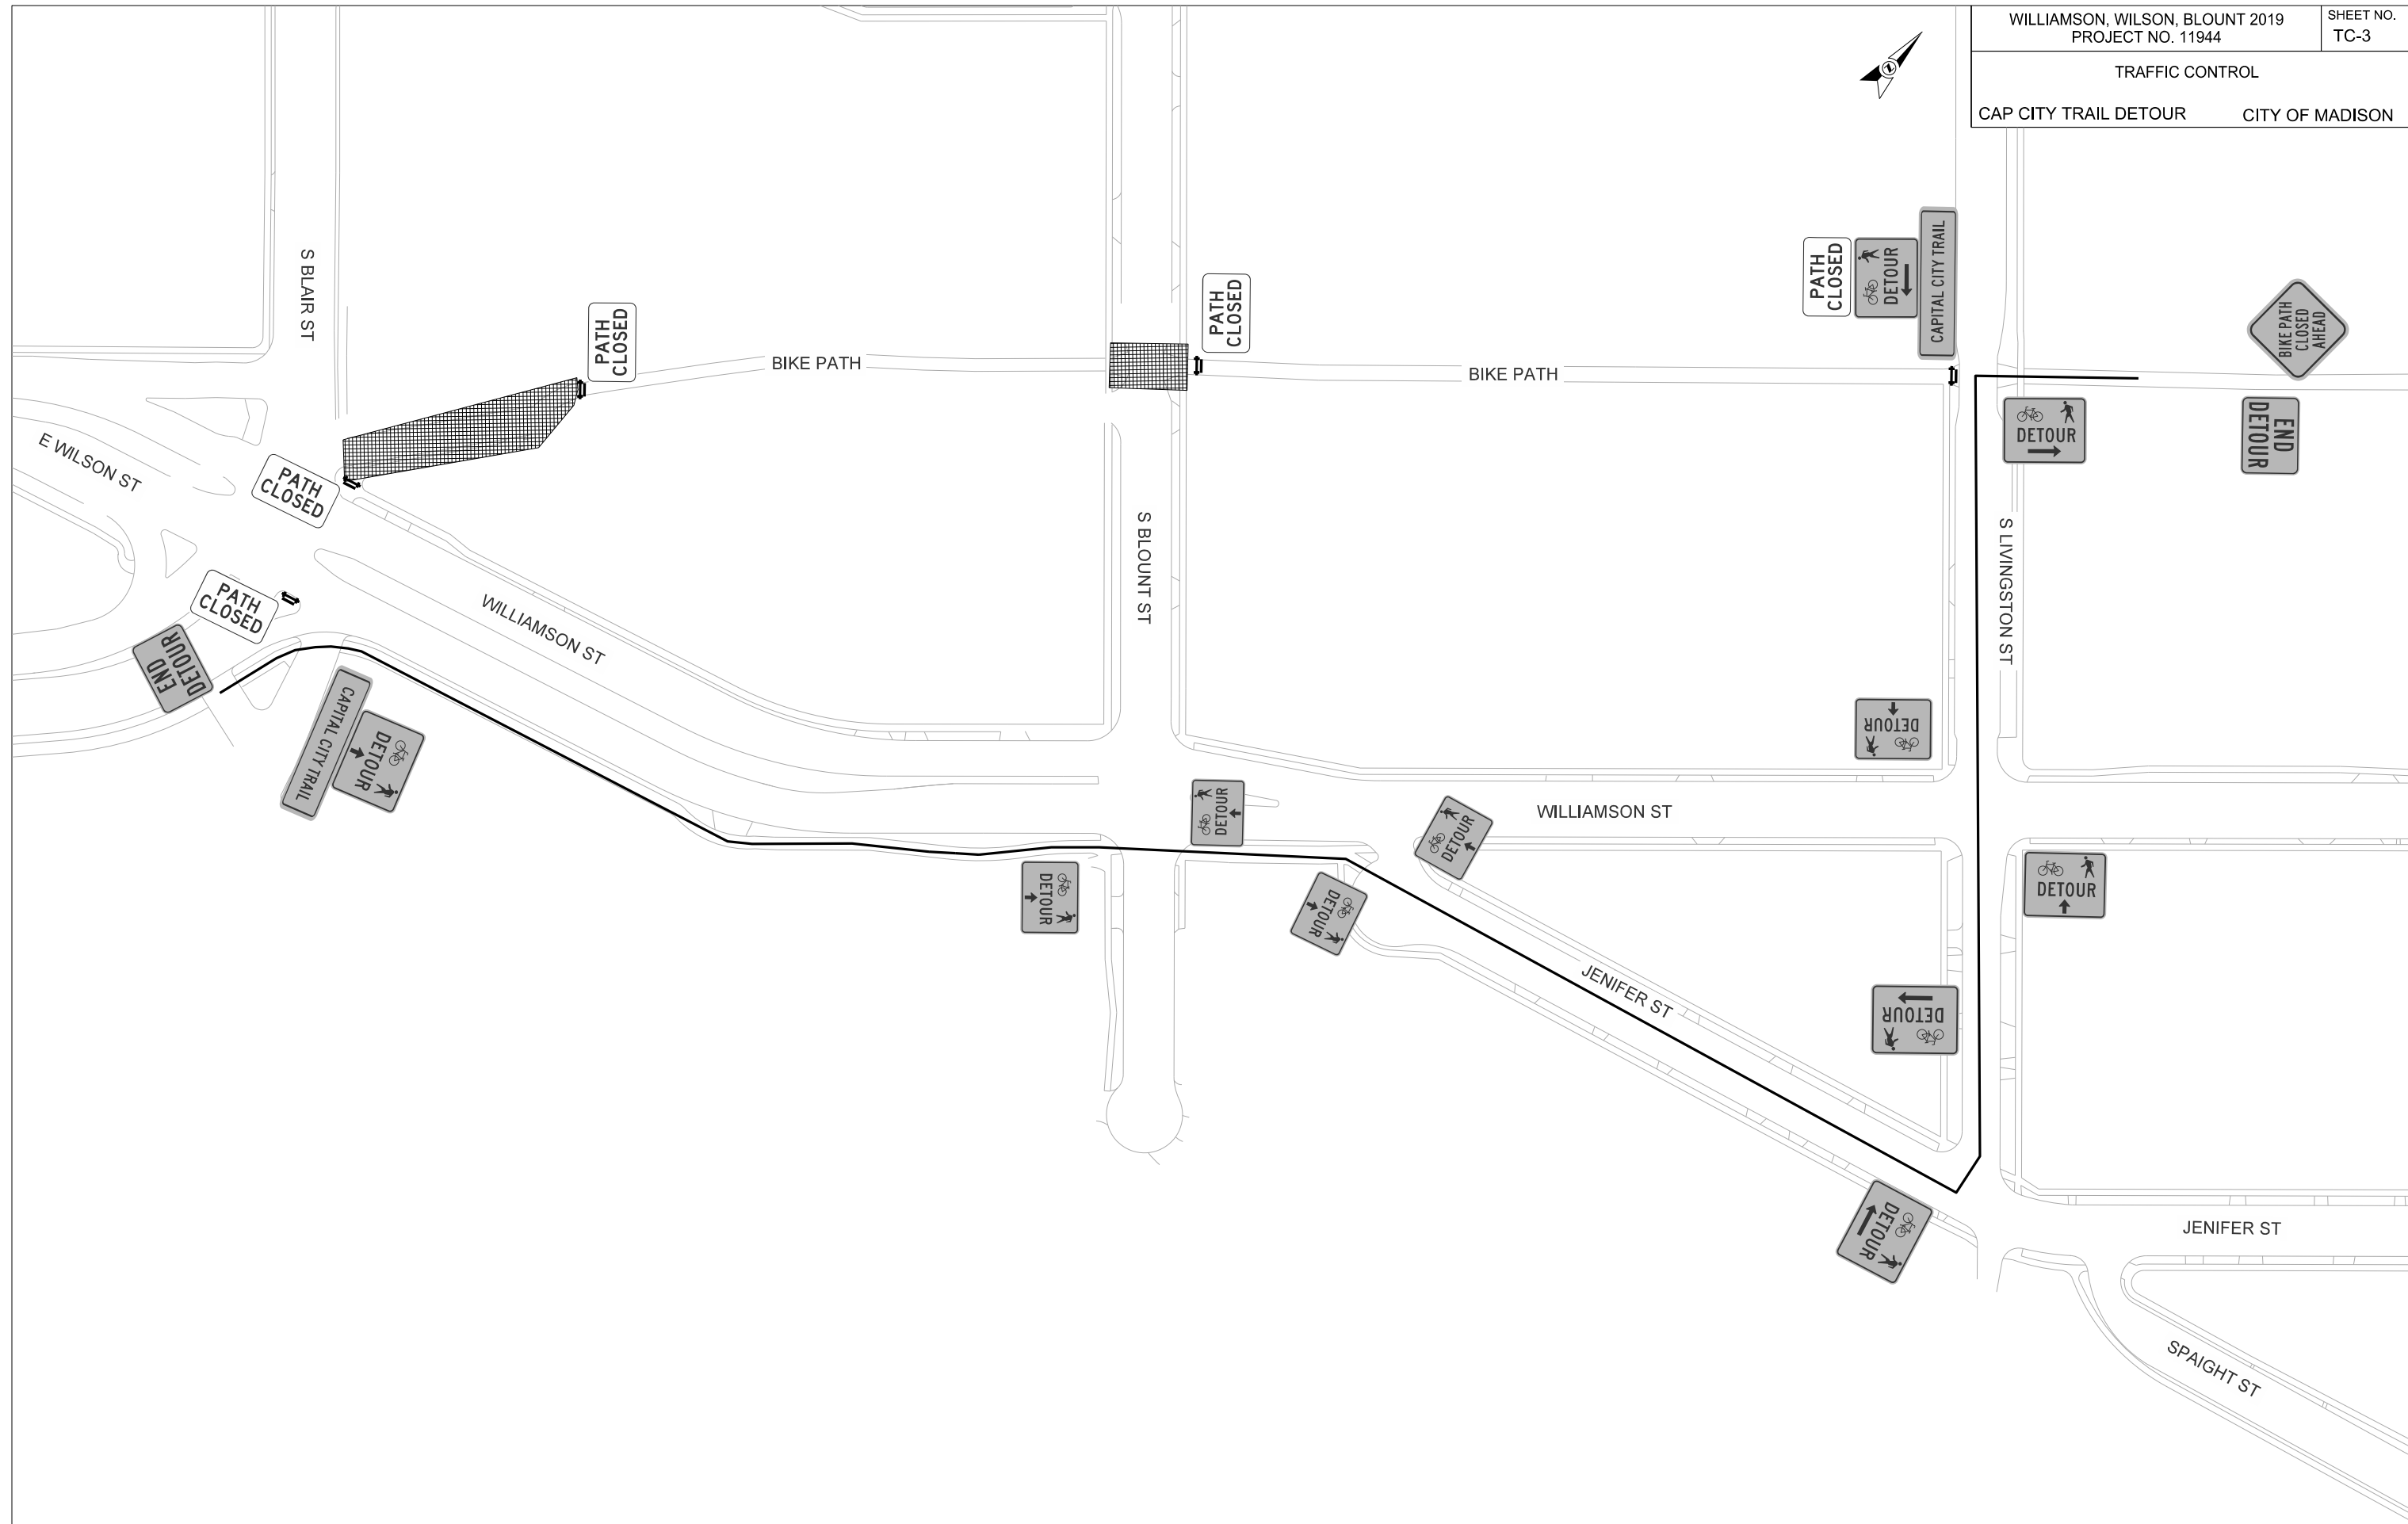 WILLIAMSON, WILSON, BLOUNT 2019
PROJECT NO. 11944
SHEET NO.
TC-3
TRAFFIC CONTROL
CAP CITY TRAIL DETOUR
CITY OF MADISON
N
S BLAIR ST
PATH
CLOSED
BIKE PATH
PATH
CLOSED
BIKE PATH
PATH
CLOSED
DETOUR
CAPITAL CITY TRAIL
BIKE PATH
CLOSED
AHEAD
DETOUR
END
DETOUR
E WILSON ST
PATH
CLOSED
PATH
CLOSED
END
DETOUR
WILLIAMSON ST
S BLOUNT ST
S LIVINGSTON ST
CAPITAL CITY TRAIL
DETOUR
DETOUR
DETOUR
DETOUR
WILLIAMSON ST
DETOUR
DETOUR
DETOUR
JENIFER ST
DETOUR
DETOUR
JENIFER ST
SPAIGHT ST